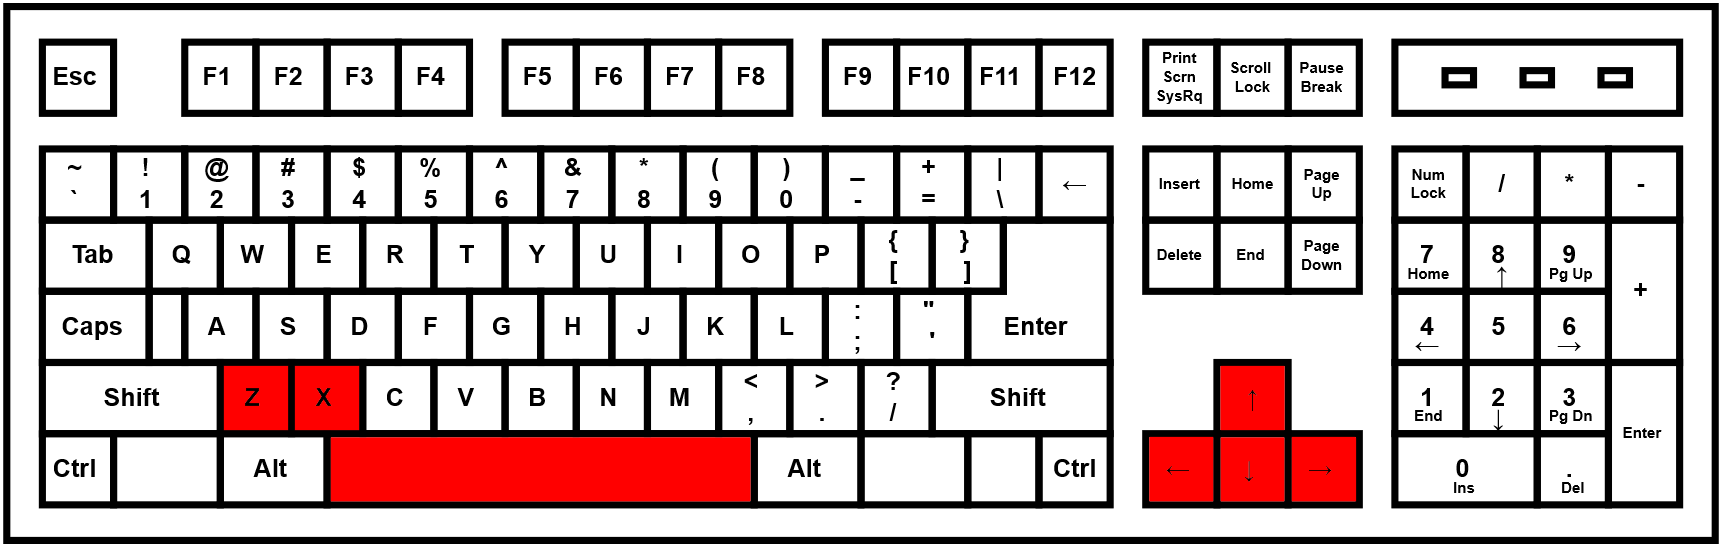 Esc F1 F2 F3 F4 F5 F6 F7 F8 F9 F10 F11 F12
Print
Scrn
SysRq
Scroll
Lock
Pause
Break
~ ! @ # $ % ^ & * ( ) _ + |
` 1 2 3 4 5 6 7 8 9 0 - = \ ←
Insert Home Page
Up
Num
Lock
/ * -
Tab Q W E R T Y U I O P { }
[ ]
Delete End Page
Down
7 8 9 +
Home ↑ Pg Up
Caps A S D F G H J K L : "
; ' Enter
4 5 6
← →
Shift Z X C V B N M < > ?
, . / Shift
↑
1 2 3
End ↓ Pg Dn
Enter
Ctrl Alt Alt Ctrl
← ↓ →
0 .
Ins Del